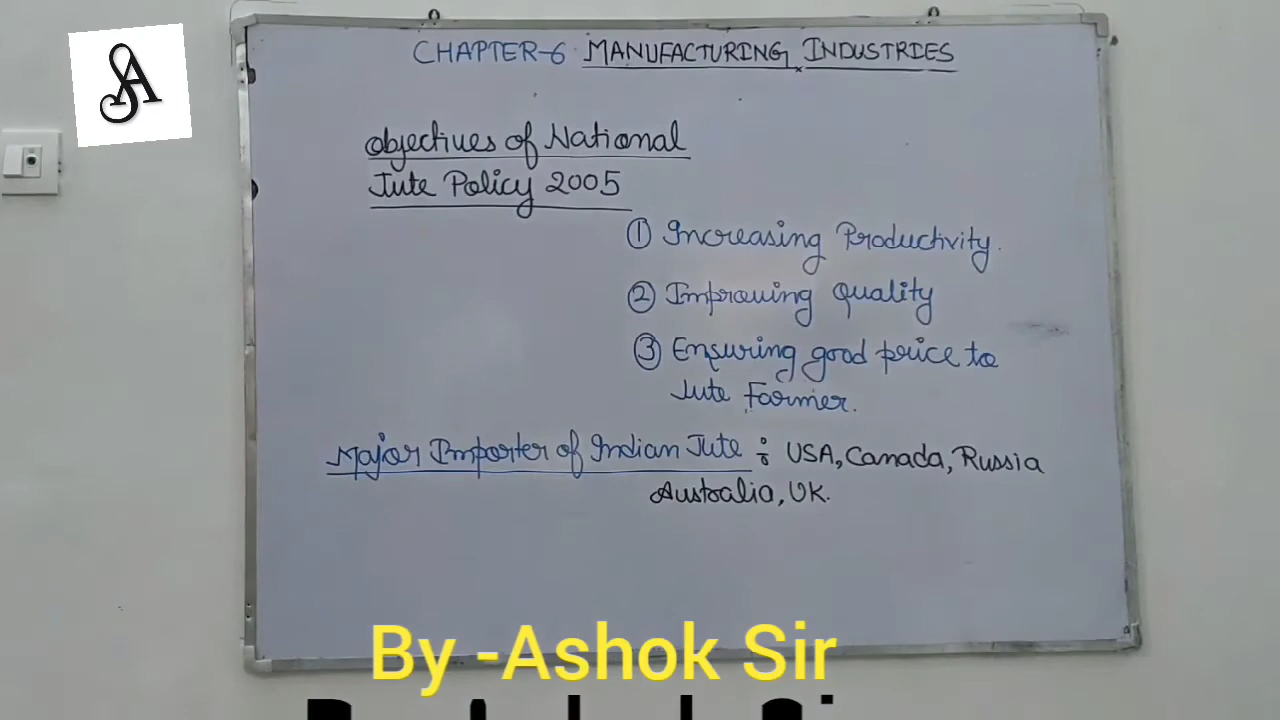 CHAPTER-6 MANUFACTURING INDUSTRIES
Objectives of National
Jute Policy 2005
① Increasing Productivity.
② Improving Quality
③ Ensuring good price to
Jute Farmer.
Major Importer of Indian Jute : USA, Canada, Russia
Australia, UK.
By -Ashok Sir